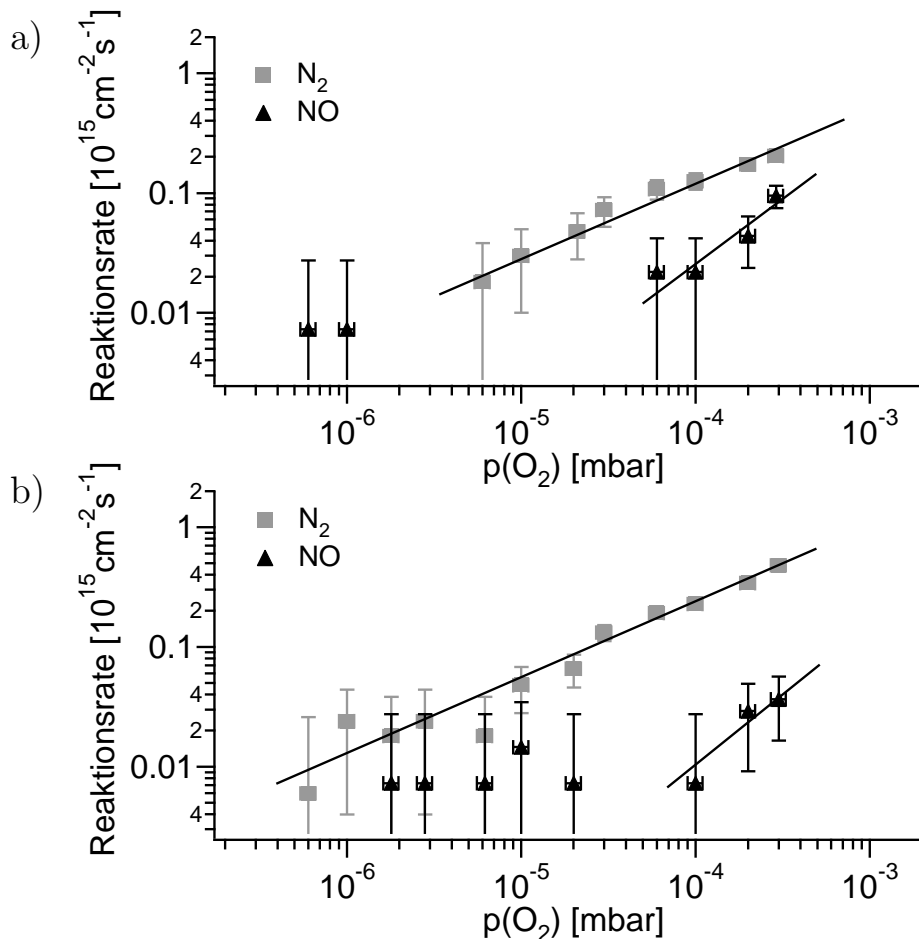 a)
Reaktionsrate [10^15 cm^-2 s^-1]
2
1
4
2
0.1
4
2
0.01
4
N2
NO
10^-6
10^-5
10^-4
10^-3
p(O2) [mbar]
b)
Reaktionsrate [10^15 cm^-2 s^-1]
2
1
4
2
0.1
4
2
0.01
4
N2
NO
10^-6
10^-5
10^-4
10^-3
p(O2) [mbar]